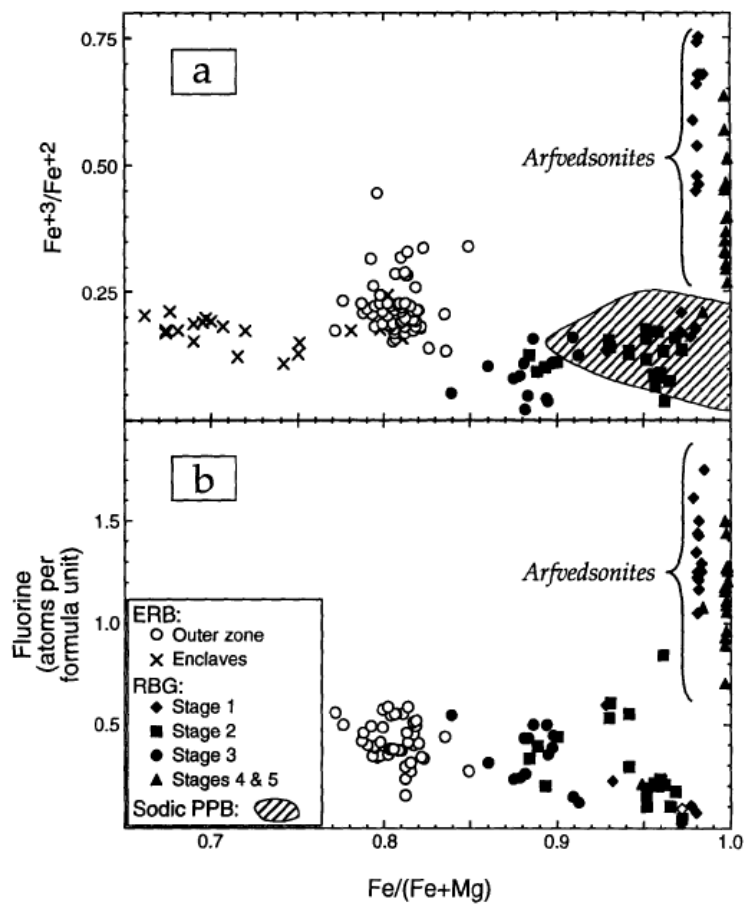 a
0.75
0.50
0.25
Fe+3/Fe+2
Arfvedsonites
b
1.5
1.0
0.5
Fluorine
(atoms per
formula unit)
Arfvedsonites
ERB:
Outer zone
Enclaves
RBG:
Stage 1
Stage 2
Stage 3
Stages 4 & 5
Sodic PPB:
0.7
0.8
0.9
1.0
Fe/(Fe+Mg)